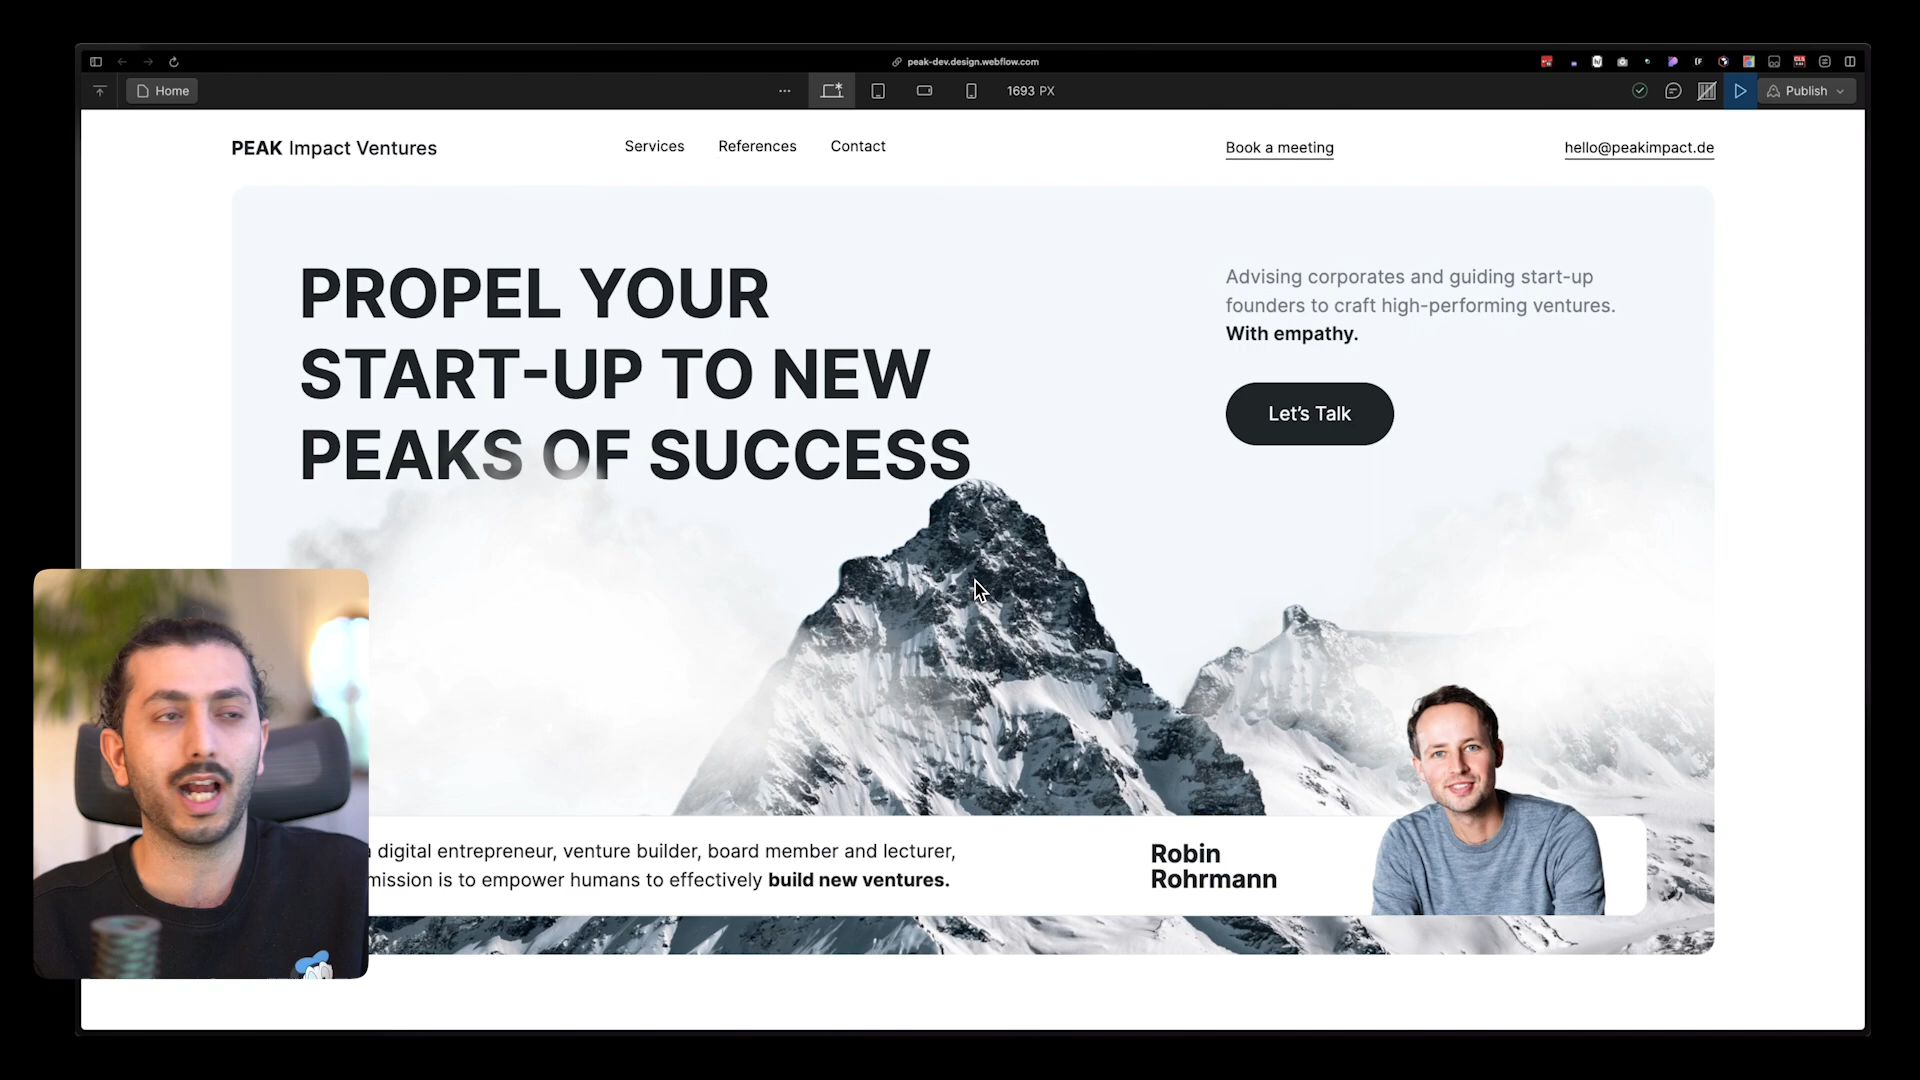 peak-dev.design.webflow.com
Home
1693 PX
Publish
PEAK Impact Ventures
Services
References
Contact
Book a meeting
hello@peakimpact.de
PROPEL YOUR
START-UP TO NEW
PEAKS OF SUCCESS
Advising corporates and guiding start-up
founders to craft high-performing ventures.
With empathy.
Let's Talk
digital entrepreneur, venture builder, board member and lecturer,
mission is to empower humans to effectively build new ventures.
Robin
Rohrmann